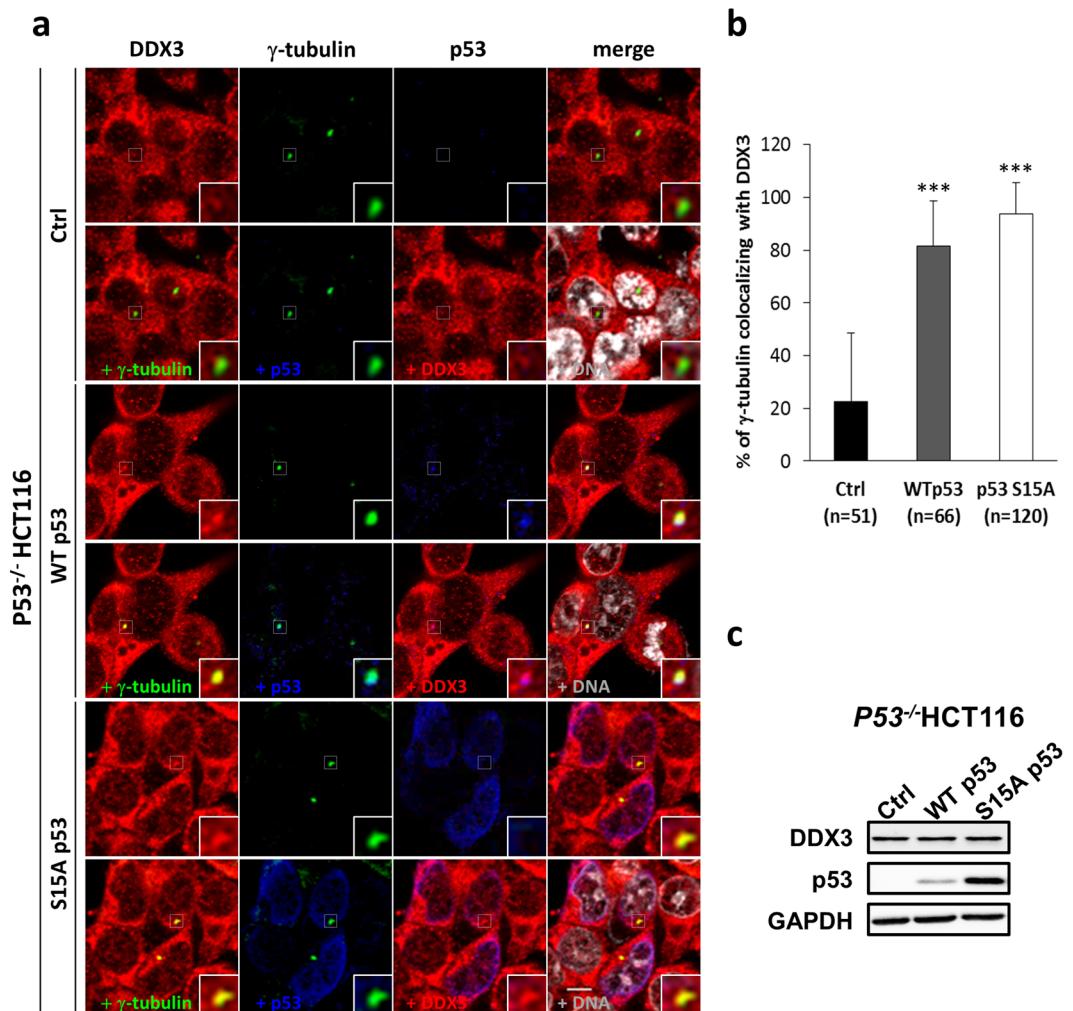 a
DDX3 γ-tubulin p53 merge
P53-/- HCT116
Ctrl
+ γ-tubulin + p53 + DDX3 + DNA
WT p53
+ γ-tubulin + p53 + DDX3 + DNA
S15A p53
+ γ-tubulin + p53 + DDX3 + DNA
b
% of γ-tubulin colocalizing with DDX3
120
100
80
60
40
20
0
*** ***
Ctrl WTp53 p53 S15A
(n=51) (n=66) (n=120)
c
P53-/-HCT116
Ctrl WT p53 S15A p53
DDX3
p53
GAPDH